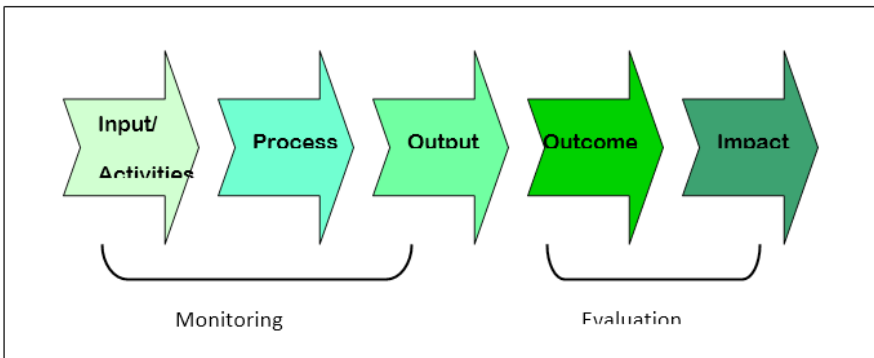 Input/
Activities
Process
Output
Outcome
Impact
Monitoring
Evaluation